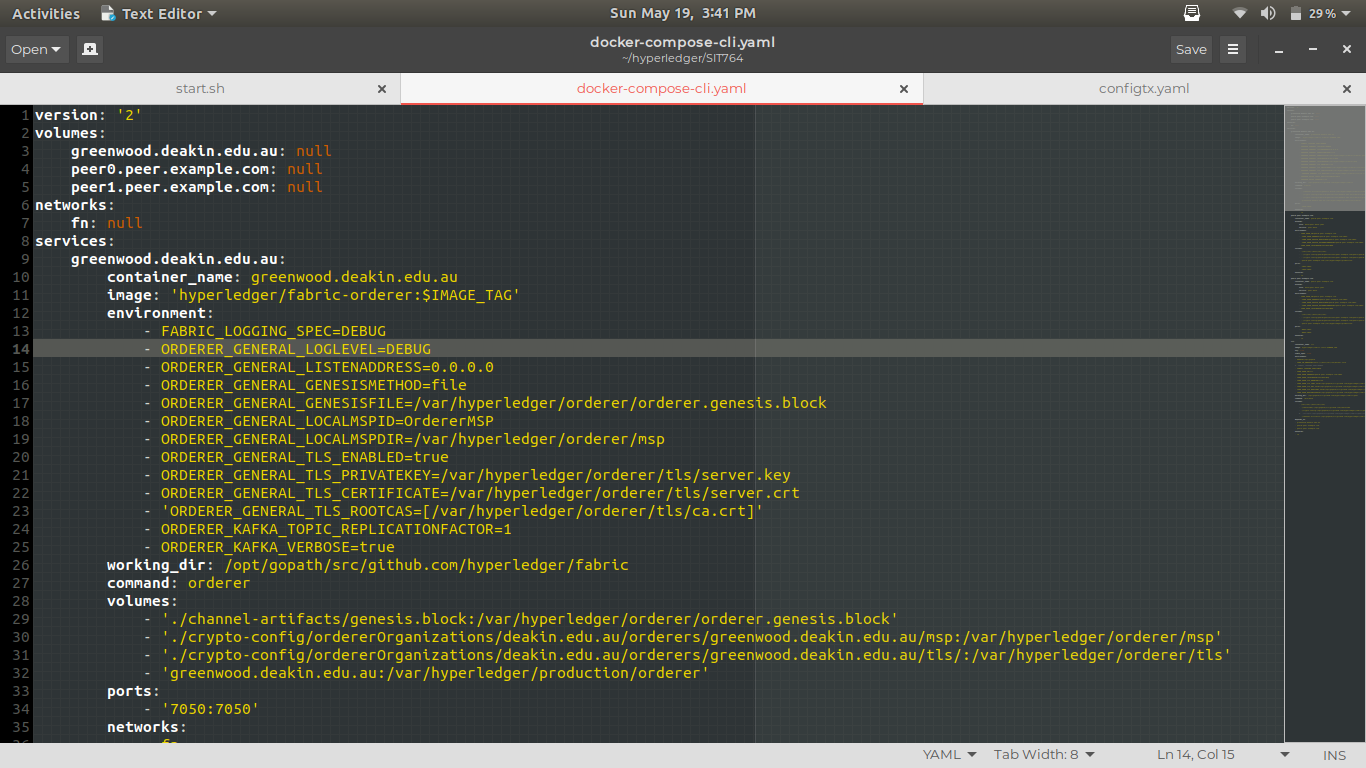 Activities Text Editor Sun May 19, 3:41 PM 29%
Open docker-compose-cli.yaml Save
~/hyperledger/SIT764
start.sh docker-compose-cli.yaml configtx.yaml
1 version: '2'
2 volumes:
3 greenwood.deakin.edu.au: null
4 peer0.peer.example.com: null
5 peer1.peer.example.com: null
6 networks:
7 fn: null
8 services:
9 greenwood.deakin.edu.au:
10 container_name: greenwood.deakin.edu.au
11 image: 'hyperledger/fabric-orderer:$IMAGE_TAG'
12 environment:
13 - FABRIC_LOGGING_SPEC=DEBUG
14 - ORDERER_GENERAL_LOGLEVEL=DEBUG
15 - ORDERER_GENERAL_LISTENADDRESS=0.0.0.0
16 - ORDERER_GENERAL_GENESISMETHOD=file
17 - ORDERER_GENERAL_GENESISFILE=/var/hyperledger/orderer/orderer.genesis.block
18 - ORDERER_GENERAL_LOCALMSPID=OrdererMSP
19 - ORDERER_GENERAL_LOCALMSPDIR=/var/hyperledger/orderer/msp
20 - ORDERER_GENERAL_TLS_ENABLED=true
21 - ORDERER_GENERAL_TLS_PRIVATEKEY=/var/hyperledger/orderer/tls/server.key
22 - ORDERER_GENERAL_TLS_CERTIFICATE=/var/hyperledger/orderer/tls/server.crt
23 - 'ORDERER_GENERAL_TLS_ROOTCAS=[/var/hyperledger/orderer/tls/ca.crt]'
24 - ORDERER_KAFKA_TOPIC_REPLICATIONFACTOR=1
25 - ORDERER_KAFKA_VERBOSE=true
26 working_dir: /opt/gopath/src/github.com/hyperledger/fabric
27 command: orderer
28 volumes:
29 - './channel-artifacts/genesis.block:/var/hyperledger/orderer/orderer.genesis.block'
30 - './crypto-config/ordererOrganizations/deakin.edu.au/orderers/greenwood.deakin.edu.au/msp:/var/hyperledger/orderer/msp'
31 - './crypto-config/ordererOrganizations/deakin.edu.au/orderers/greenwood.deakin.edu.au/tls/:/var/hyperledger/orderer/tls'
32 - 'greenwood.deakin.edu.au:/var/hyperledger/production/orderer'
33 ports:
34 - '7050:7050'
35 networks:
YAML Tab Width: 8 Ln 14, Col 15 INS